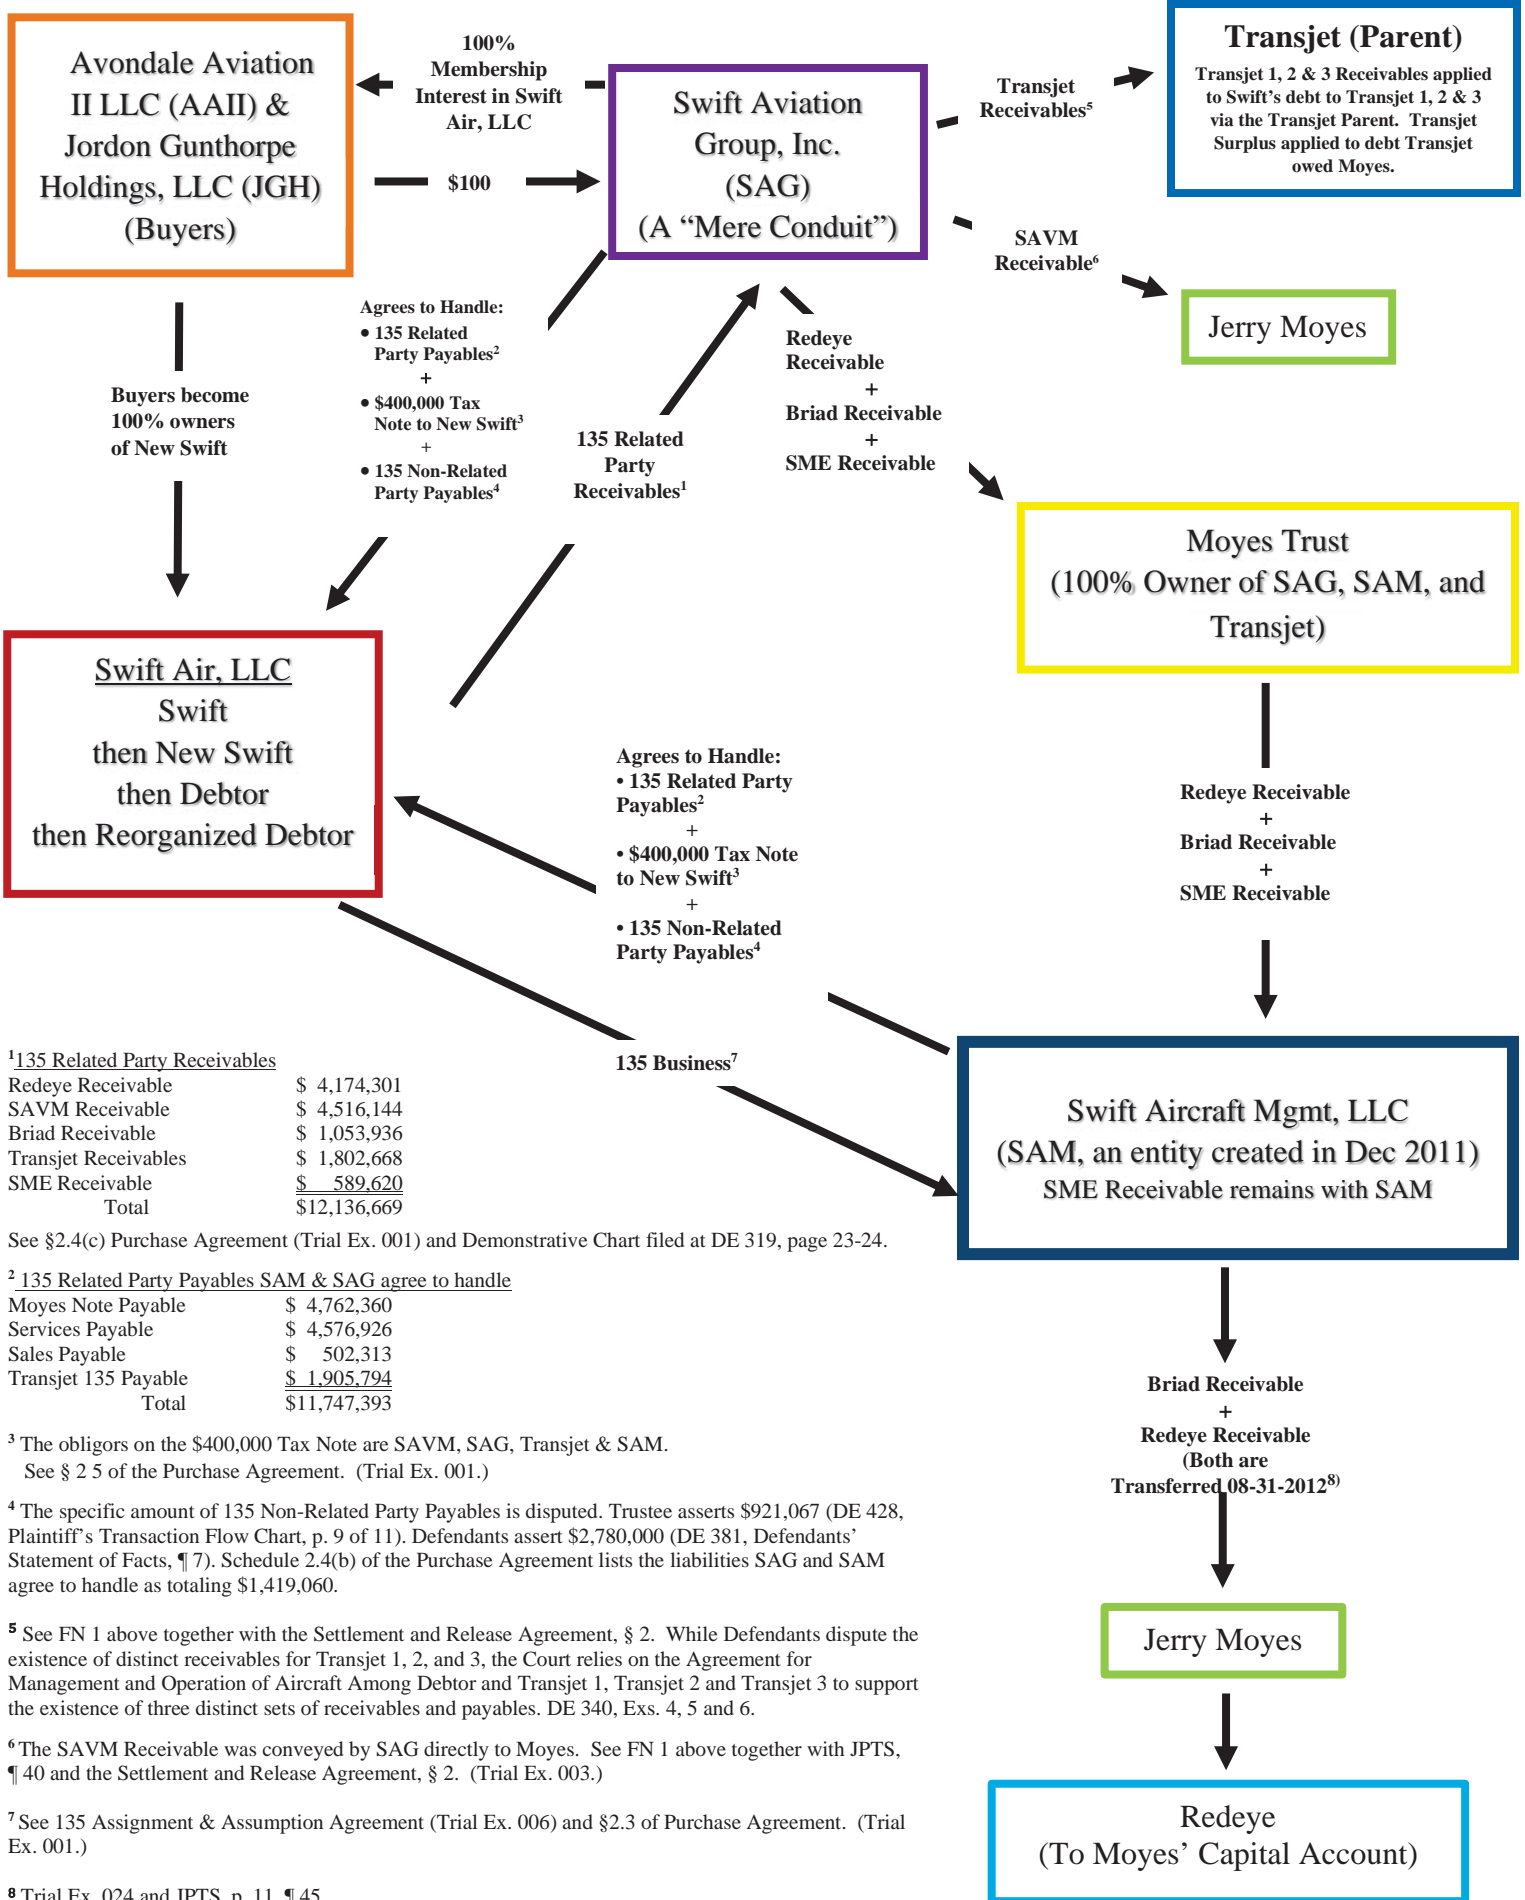 Avondale Aviation
II LLC (AAII) &
Jordon Gunthorpe
Holdings, LLC (JGH)
(Buyers)
100%
Membership
Interest in Swift
Air, LLC
$100
Swift Aviation
Group, Inc.
(SAG)
(A “Mere Conduit”)
Transjet
Receivables⁵
Transjet (Parent)
Transjet 1, 2 & 3 Receivables applied
to Swift’s debt to Transjet 1, 2 & 3
via the Transjet Parent. Transjet
Surplus applied to debt Transjet
owed Moyes.
SAVM
Receivable⁶
Jerry Moyes
Buyers become
100% owners
of New Swift
Agrees to Handle:
• 135 Related
Party Payables²
+
• $400,000 Tax
Note to New Swift³
+
• 135 Non-Related
Party Payables⁴
135 Related
Party
Receivables¹
Redeye
Receivable
+
Briad Receivable
+
SME Receivable
Moyes Trust
(100% Owner of SAG, SAM, and
Transjet)
Swift Air, LLC
Swift
then New Swift
then Debtor
then Reorganized Debtor
Agrees to Handle:
• 135 Related Party
Payables²
+
• $400,000 Tax Note
to New Swift³
+
• 135 Non-Related
Party Payables⁴
Redeye Receivable
+
Briad Receivable
+
SME Receivable
135 Business⁷
Swift Aircraft Mgmt, LLC
(SAM, an entity created in Dec 2011)
SME Receivable remains with SAM
Briad Receivable
+
Redeye Receivable
(Both are
Transferred 08-31-2012⁸⁾
Jerry Moyes
Redeye
(To Moyes’ Capital Account)
¹135 Related Party Receivables
Redeye Receivable $ 4,174,301
SAVM Receivable $ 4,516,144
Briad Receivable $ 1,053,936
Transjet Receivables $ 1,802,668
SME Receivable $ 589,620
Total $12,136,669
See §2.4(c) Purchase Agreement (Trial Ex. 001) and Demonstrative Chart filed at DE 319, page 23-24.
² 135 Related Party Payables SAM & SAG agree to handle
Moyes Note Payable $ 4,762,360
Services Payable $ 4,576,926
Sales Payable $ 502,313
Transjet 135 Payable $ 1,905,794
Total $11,747,393
³ The obligors on the $400,000 Tax Note are SAVM, SAG, Transjet & SAM.
See § 2 5 of the Purchase Agreement. (Trial Ex. 001.)
⁴ The specific amount of 135 Non-Related Party Payables is disputed. Trustee asserts $921,067 (DE 428,
Plaintiff’s Transaction Flow Chart, p. 9 of 11). Defendants assert $2,780,000 (DE 381, Defendants’
Statement of Facts, ¶ 7). Schedule 2.4(b) of the Purchase Agreement lists the liabilities SAG and SAM
agree to handle as totaling $1,419,060.
⁵ See FN 1 above together with the Settlement and Release Agreement, § 2. While Defendants dispute the
existence of distinct receivables for Transjet 1, 2, and 3, the Court relies on the Agreement for
Management and Operation of Aircraft Among Debtor and Transjet 1, Transjet 2 and Transjet 3 to support
the existence of three distinct sets of receivables and payables. DE 340, Exs. 4, 5 and 6.
⁶ The SAVM Receivable was conveyed by SAG directly to Moyes. See FN 1 above together with JPTS,
¶ 40 and the Settlement and Release Agreement, § 2. (Trial Ex. 003.)
⁷ See 135 Assignment & Assumption Agreement (Trial Ex. 006) and §2.3 of Purchase Agreement. (Trial
Ex. 001.)
⁸ Trial Ex. 024 and JPTS, p. 11, ¶ 45